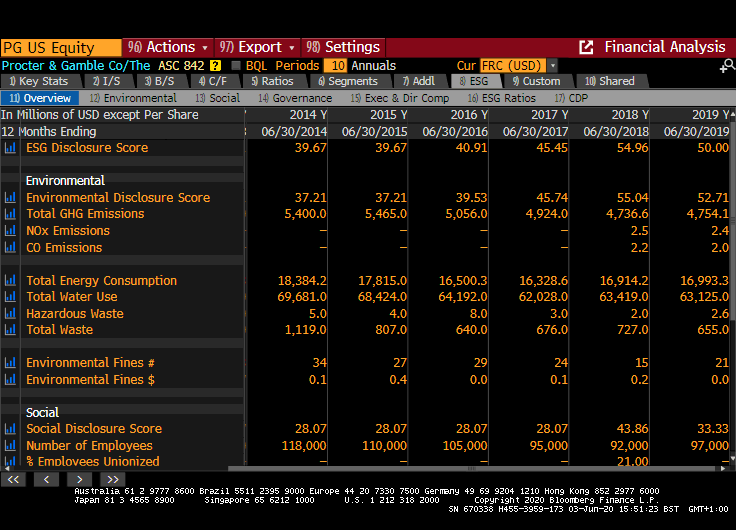 PG US Equity 96) Actions 97) Export 98) Settings Financial Analysis
Procter & Gamble Co/The ASC 842 ? BQL Periods 10 Annuals Cur FRC (USD)
1) Key Stats 2) I/S 3) B/S 4) C/F 5) Ratios 6) Segments 7) Addl 8) ESG 9) Custom 10) Shared
11) Overview 12) Environmental 13) Social 14) Governance 15) Exec & Dir Comp 16) ESG Ratios 17) CDP
In Millions of USD except Per Share 2014 Y 2015 Y 2016 Y 2017 Y 2018 Y 2019 Y
12 Months Ending 06/30/2014 06/30/2015 06/30/2016 06/30/2017 06/30/2018 06/30/2019
ESG Disclosure Score 39.67 39.67 40.91 45.45 54.96 50.00
Environmental
Environmental Disclosure Score 37.21 37.21 39.53 45.74 55.04 52.71
Total GHG Emissions 5,400.0 5,465.0 5,056.0 4,924.0 4,736.6 4,754.1
NOx Emissions – – – – 2.5 2.4
CO Emissions – – – – 2.2 2.0
Total Energy Consumption 18,384.2 17,815.0 16,500.3 16,328.6 16,914.2 16,993.3
Total Water Use 69,681.0 68,424.0 64,192.0 62,028.0 63,419.0 63,125.0
Hazardous Waste 5.0 4.0 8.0 3.0 2.0 2.6
Total Waste 1,119.0 807.0 640.0 676.0 727.0 655.0
Environmental Fines # 34 27 29 24 15 21
Environmental Fines $ 0.1 0.4 0.0 0.1 0.2 0.0
Social
Social Disclosure Score 28.07 28.07 28.07 28.07 43.86 33.33
Number of Employees 118,000 110,000 105,000 95,000 92,000 97,000
% Employees Unionized – – – – 21.00 –
<< < > >>
Australia 61 2 9777 8600 Brazil 5511 2395 9000 Europe 44 20 7330 7500 Germany 49 69 9204 1210 Hong Kong 852 2977 6000
Japan 81 3 4565 8900 Singapore 65 6212 1000 U.S. 1 212 318 2000 Copyright 2020 Bloomberg Finance L.P.
SN 670338 H455-3959-173 03-Jun-20 15:51:23 BST GMT+1:00